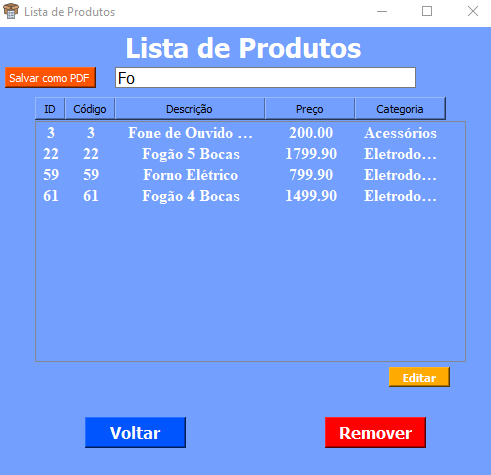 Lista de Produtos
Lista de Produtos
Salvar como PDF Fo
ID Código Descrição Preço Categoria
3 3 Fone de Ouvido ... 200.00 Acessórios
22 22 Fogão 5 Bocas 1799.90 Eletrodo...
59 59 Forno Elétrico 799.90 Eletrodo...
61 61 Fogão 4 Bocas 1499.90 Eletrodo...
Editar
Voltar Remover